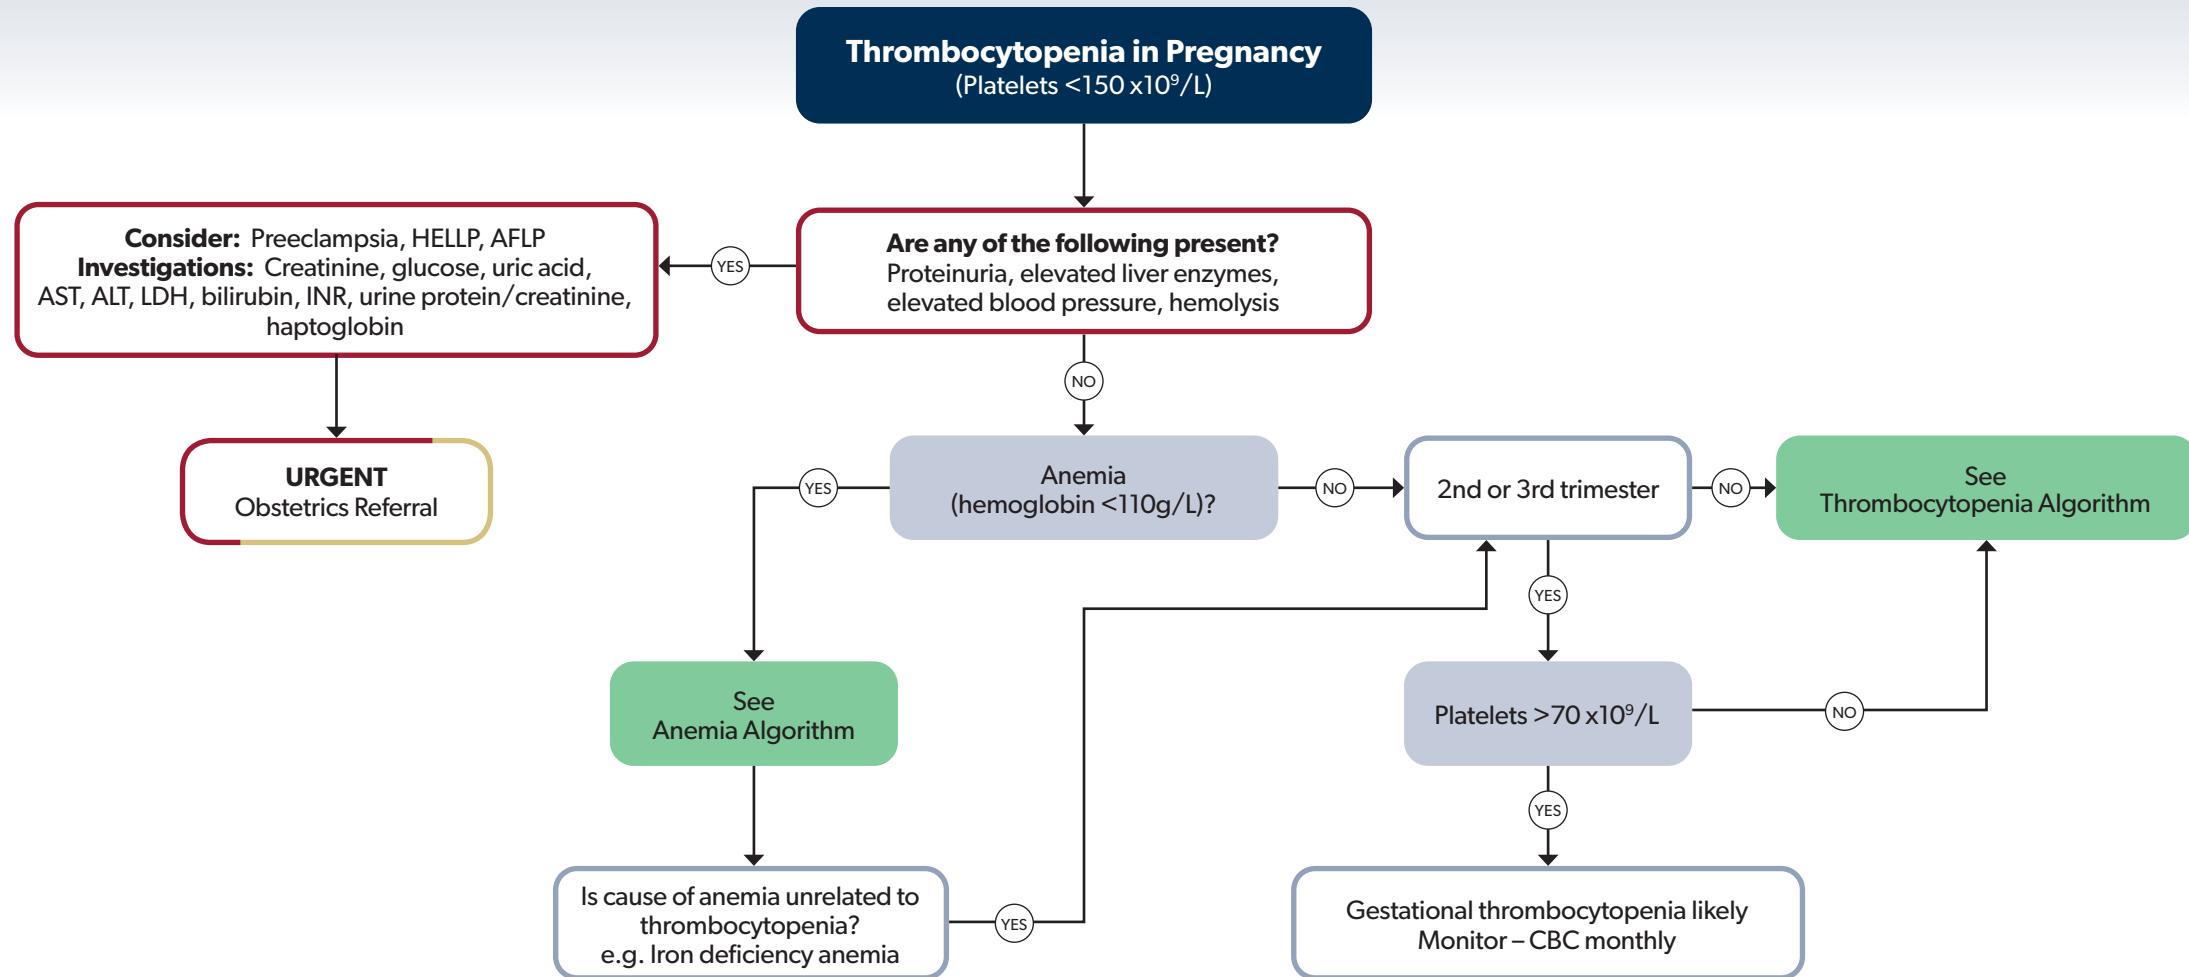 Thrombocytopenia in Pregnancy
(Platelets <150 x10⁹/L)
Consider: Preeclampsia, HELLP, AFLP
Investigations: Creatinine, glucose, uric acid,
AST, ALT, LDH, bilirubin, INR, urine protein/creatinine,
haptoglobin
YES
Are any of the following present?
Proteinuria, elevated liver enzymes,
elevated blood pressure, hemolysis
NO
URGENT
Obstetrics Referral
YES
Anemia
(hemoglobin <110g/L)?
NO
2nd or 3rd trimester
NO
See
Thrombocytopenia Algorithm
YES
See
Anemia Algorithm
Platelets >70 x10⁹/L
NO
YES
Is cause of anemia unrelated to
thrombocytopenia?
e.g. Iron deficiency anemia
YES
Gestational thrombocytopenia likely
Monitor – CBC monthly